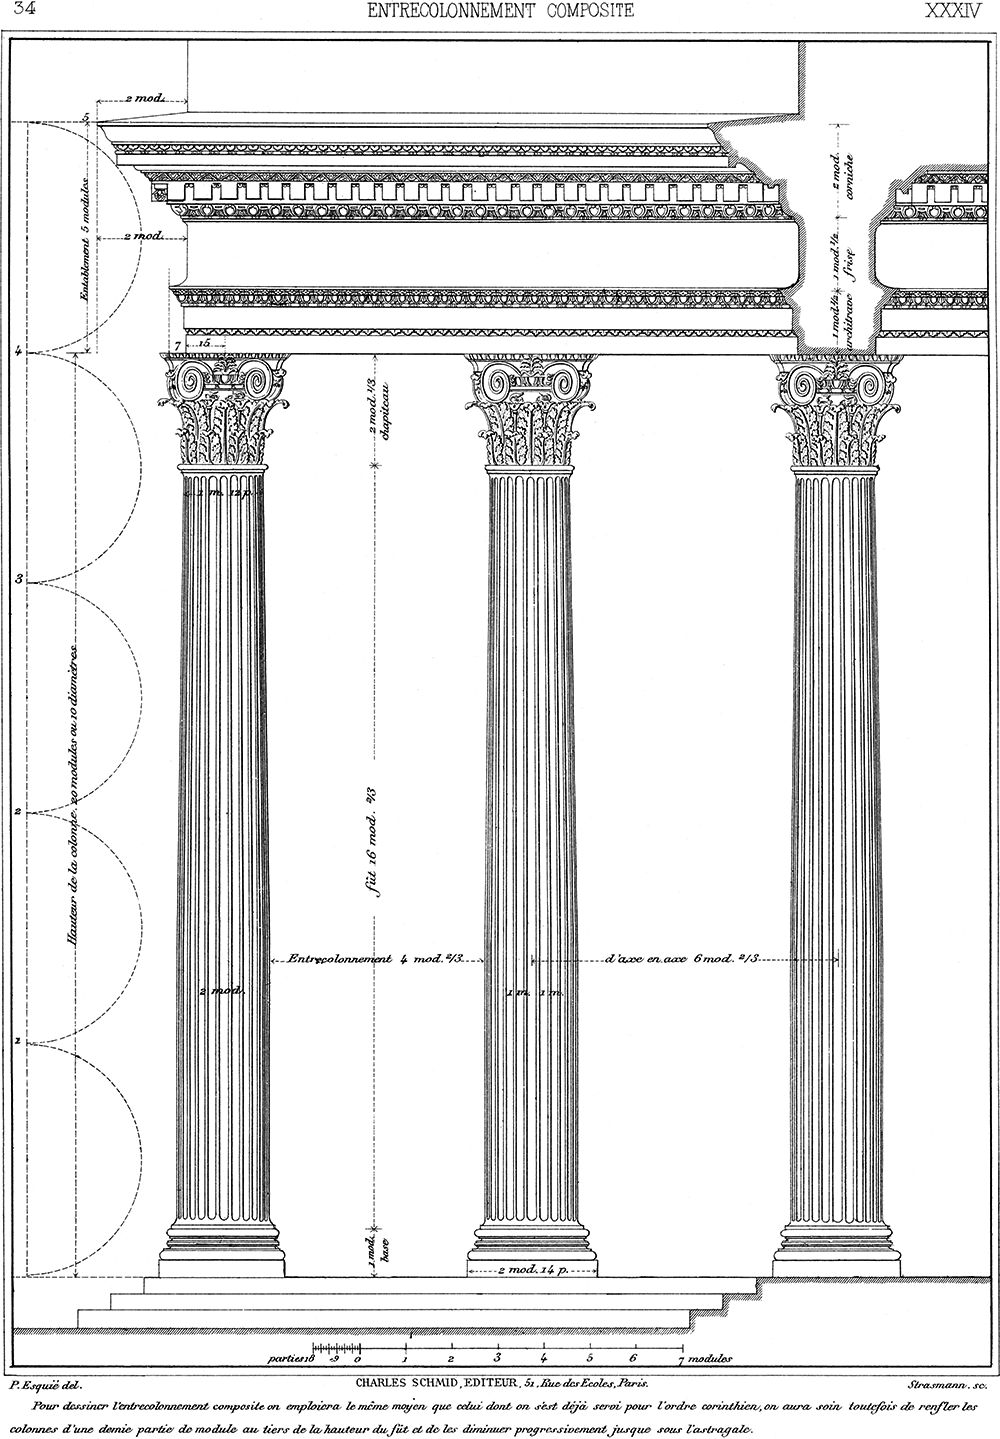 34
ENTRECOLONNEMENT COMPOSITE
XXXIV
2 mod.
5
2 mod. corniche
Entablement 5 modules
2 mod.
1 mod. 1/2 frise
1 mod. 1/2 architrave
7
15
4
2 mod. 1/3 chapiteau
1 m. 12 p.
3
Hauteur de la colonne. 20 modules ou 10 diamètres
2
fût 16 mod. 2/3
Entrecolonnement 4 mod. 2/3
d'axe en axe 6 mod. 2/3
2 mod.
1 m. 1 m.
1
1 mod. base
2 mod. 14 p.
parties 18 9 0 1 2 3 4 5 6 7 modules
P. Esquié del.
CHARLES SCHMID, EDITEUR, 51, Rue des Ecoles, Paris.
Strasmann. sc.
Pour dessiner l'entrecolonnement composite on emploiera le même moyen que celui dont on s'est déjà servi pour l'ordre corinthien, on aura soin toutefois de renfler les
colonnes d'une demie partie de module au tiers de la hauteur du fût et de les diminuer progressivement jusque sous l'astragale.